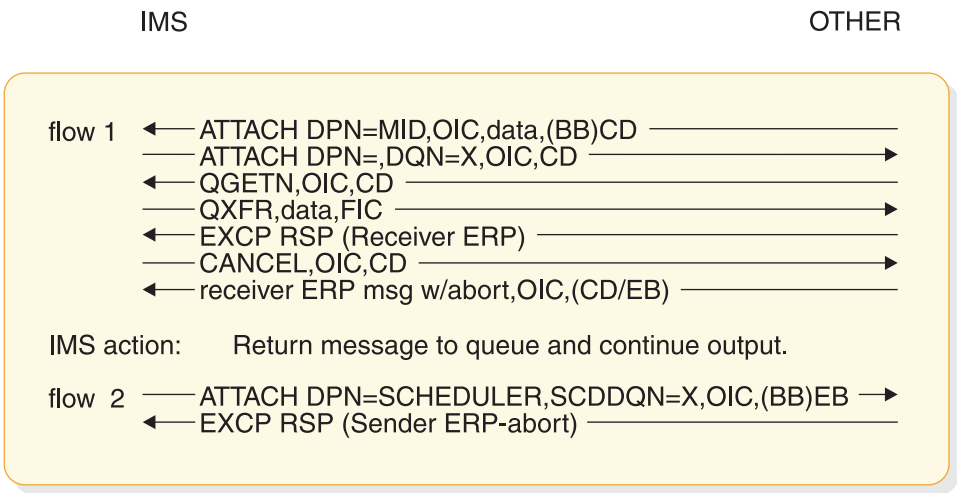 IMS OTHER
flow 1 ATTACH DPN=MID,OIC,data,(BB)CD
ATTACH DPN=,DQN=X,OIC,CD
QGETN,OIC,CD
QXFR,data,FIC
EXCP RSP (Receiver ERP)
CANCEL,OIC,CD
receiver ERP msg w/abort,OIC,(CD/EB)
IMS action: Return message to queue and continue output.
flow 2 ATTACH DPN=SCHEDULER,SCDDQN=X,OIC,(BB)EB
EXCP RSP (Sender ERP-abort)